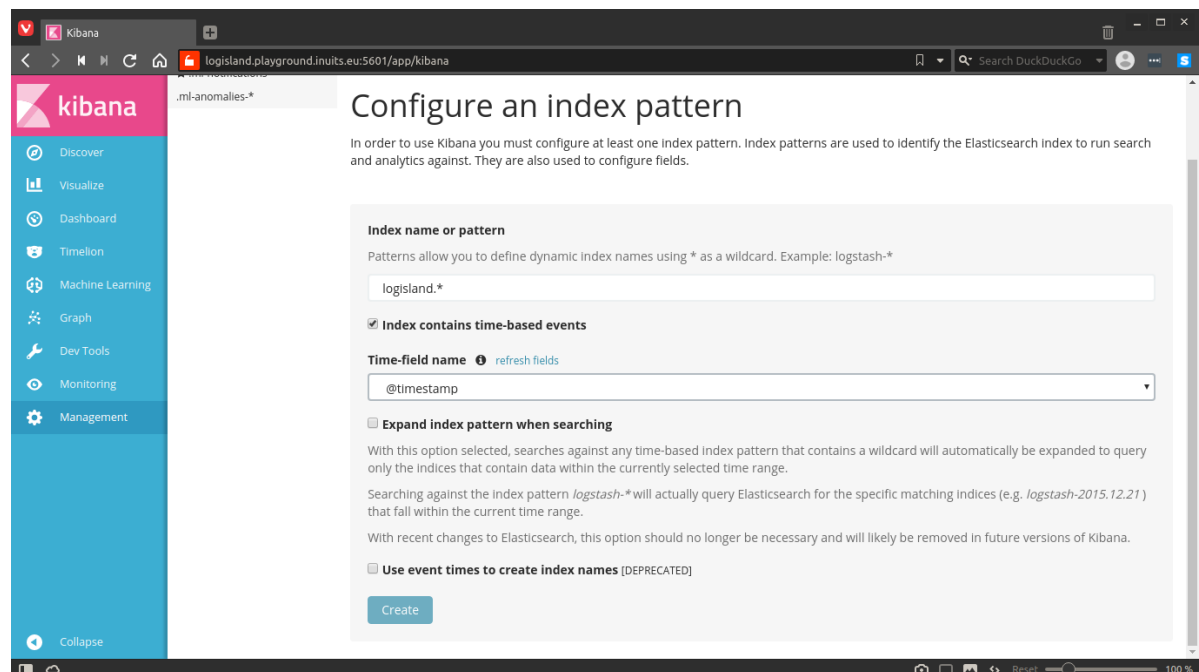 Kibana
logisland.playground.inuits.eu:5601/app/kibana
Search DuckDuckGo
kibana
Discover
Visualize
Dashboard
Timelion
Machine Learning
Graph
Dev Tools
Monitoring
Management
Collapse
.ml-notifications
.ml-anomalies-*
Configure an index pattern
In order to use Kibana you must configure at least one index pattern. Index patterns are used to identify the Elasticsearch index to run search
and analytics against. They are also used to configure fields.
Index name or pattern
Patterns allow you to define dynamic index names using * as a wildcard. Example: logstash-*
logisland.*
Index contains time-based events
Time-field name refresh fields
@timestamp
Expand index pattern when searching
With this option selected, searches against any time-based index pattern that contains a wildcard will automatically be expanded to query
only the indices that contain data within the currently selected time range.
Searching against the index pattern logstash-* will actually query Elasticsearch for the specific matching indices (e.g. logstash-2015.12.21 )
that fall within the current time range.
With recent changes to Elasticsearch, this option should no longer be necessary and will likely be removed in future versions of Kibana.
Use event times to create index names [DEPRECATED]
Create
Reset 100 %